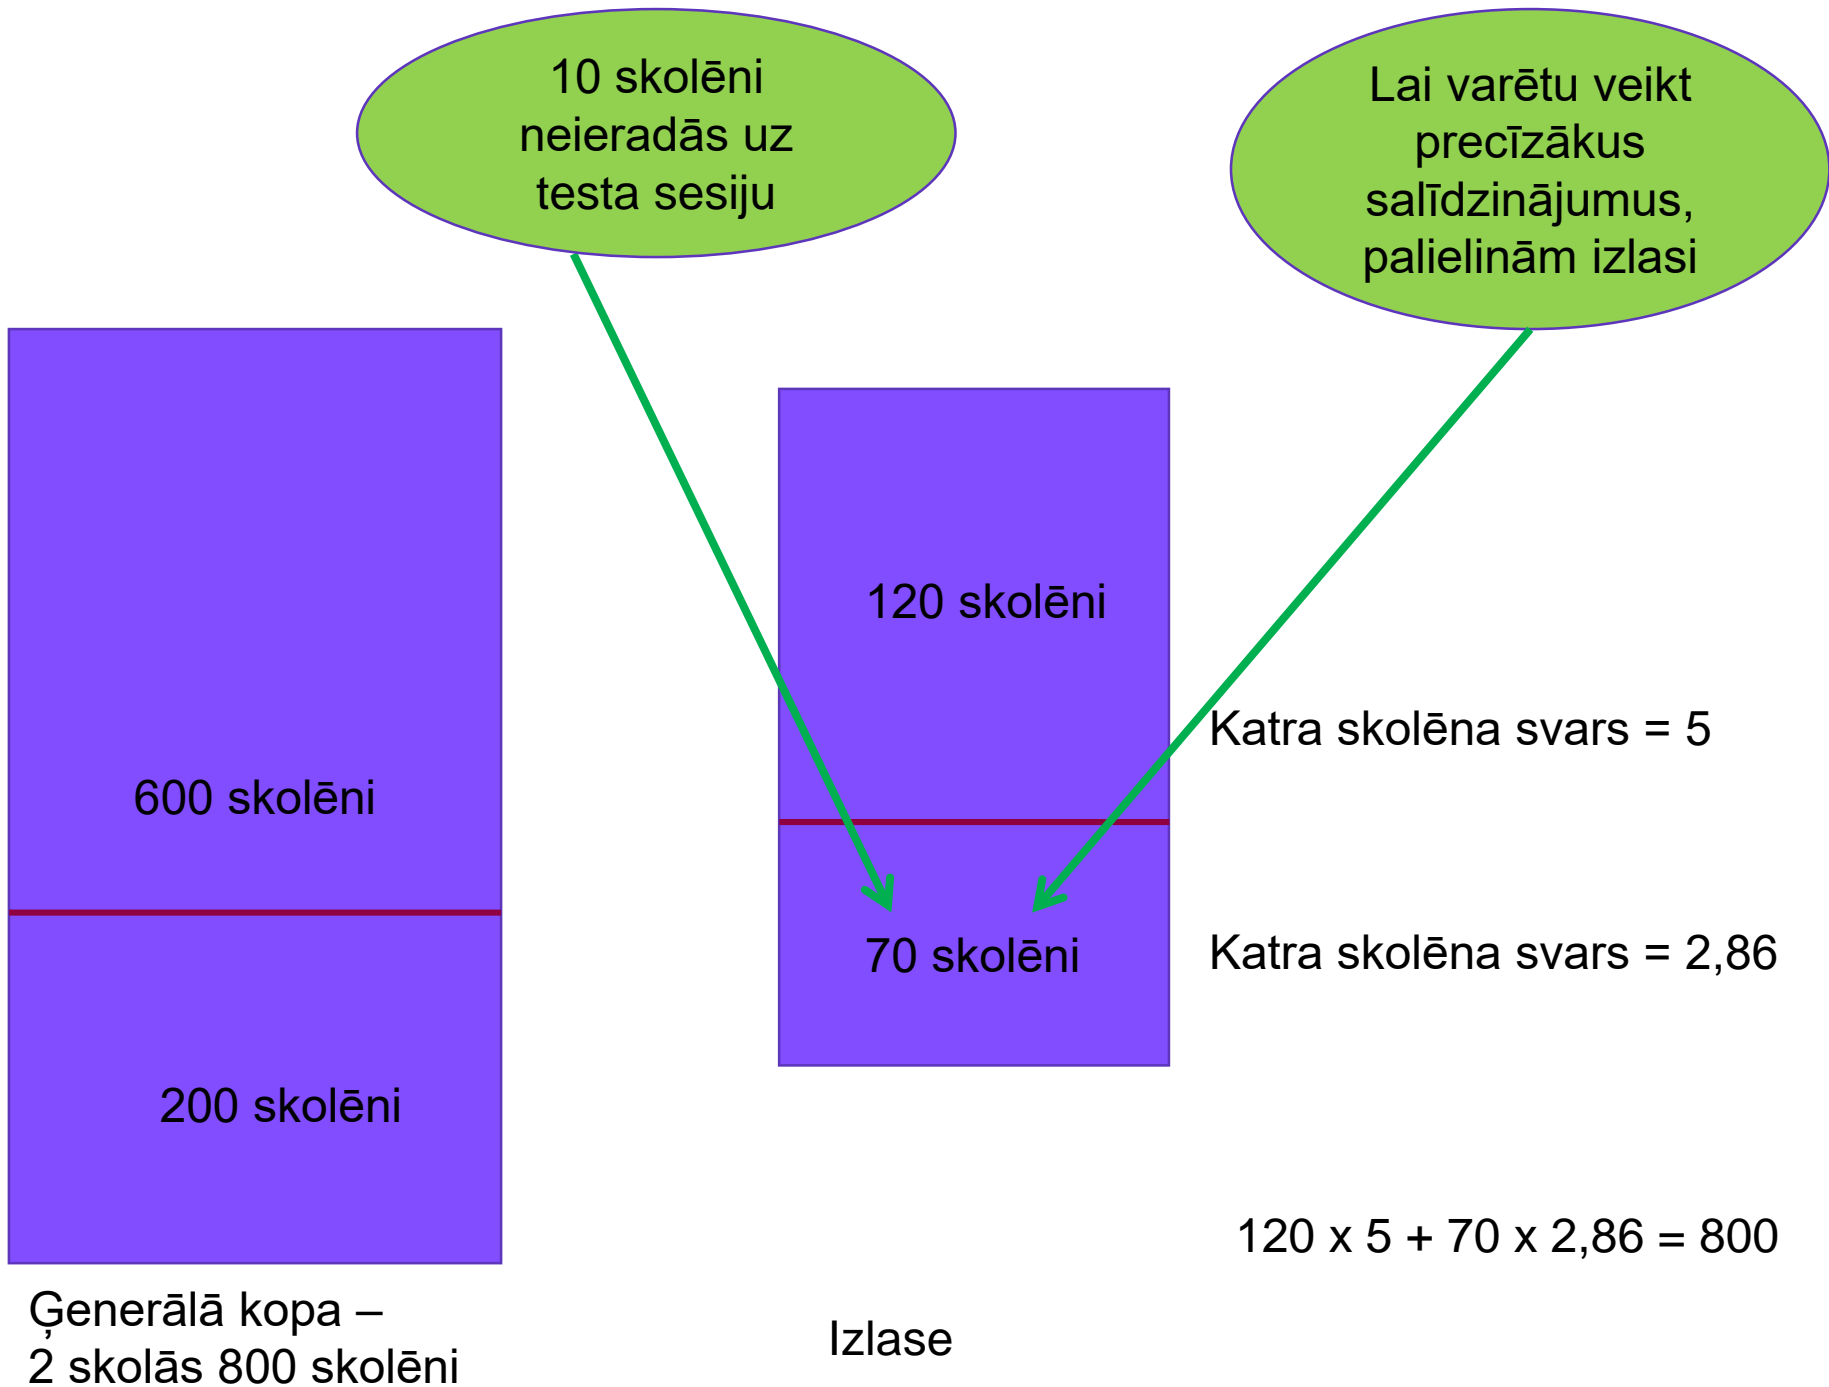 10 skolēni
neieradās uz
testa sesiju
Lai varētu veikt
precīzākus
salīdzinājumus,
palielinām izlasi
120 skolēni
Katra skolēna svars = 5
600 skolēni
70 skolēni
Katra skolēna svars = 2,86
200 skolēni
120 x 5 + 70 x 2,86 = 800
Ģenerālā kopa –
2 skolās 800 skolēni
Izlase